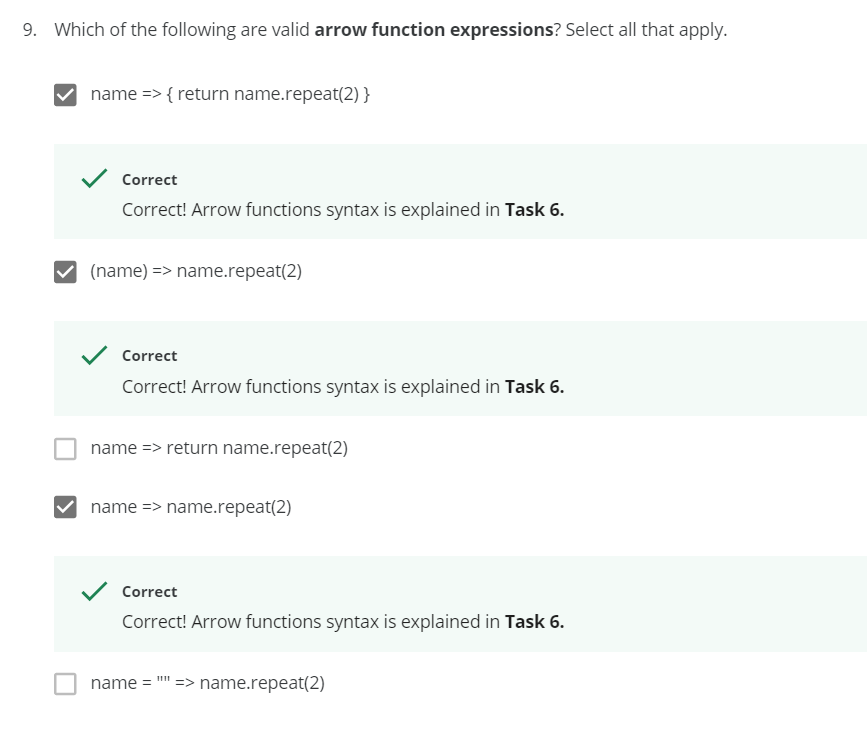 9. Which of the following are valid arrow function expressions? Select all that apply.
name => { return name.repeat(2) }
Correct
Correct! Arrow functions syntax is explained in Task 6.
(name) => name.repeat(2)
Correct
Correct! Arrow functions syntax is explained in Task 6.
name => return name.repeat(2)
name => name.repeat(2)
Correct
Correct! Arrow functions syntax is explained in Task 6.
name = "" => name.repeat(2)